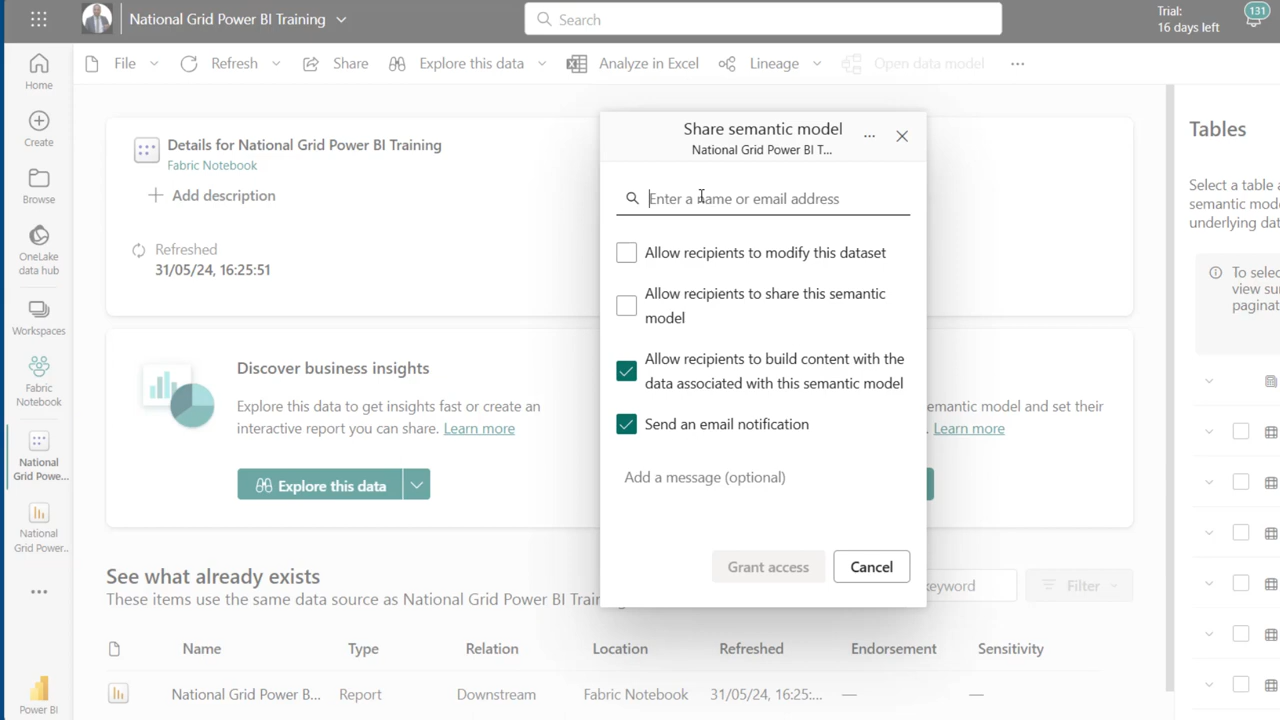 National Grid Power BI Training
Search
Trial:
16 days left
131
File
Refresh
Share
Explore this data
Analyze in Excel
Lineage
Open data model
Home
Create
Browse
OneLake
data hub
Workspaces
Fabric
Notebook
National
Grid Powe...
National
Grid Power..
Power BI
Details for National Grid Power BI Training
Fabric Notebook
Add description
Refreshed
31/05/24, 16:25:51
Discover business insights
Explore this data to get insights fast or create an
interactive report you can share. Learn more
Explore this data
Share semantic model
National Grid Power BI T...
Enter a name or email address
Allow recipients to modify this dataset
Allow recipients to share this semantic
model
Allow recipients to build content with the
data associated with this semantic model
Send an email notification
Add a message (optional)
Grant access
Cancel
emantic model and set their
. Learn more
See what already exists
These items use the same data source as National Grid Power BI Train
keyword
Filter
Name Type Relation Location Refreshed Endorsement Sensitivity
National Grid Power B... Report Downstream Fabric Notebook 31/05/24, 16:25:... — —
Tables
Select a table a
semantic mode
underlying data
To selec
view sur
paginat